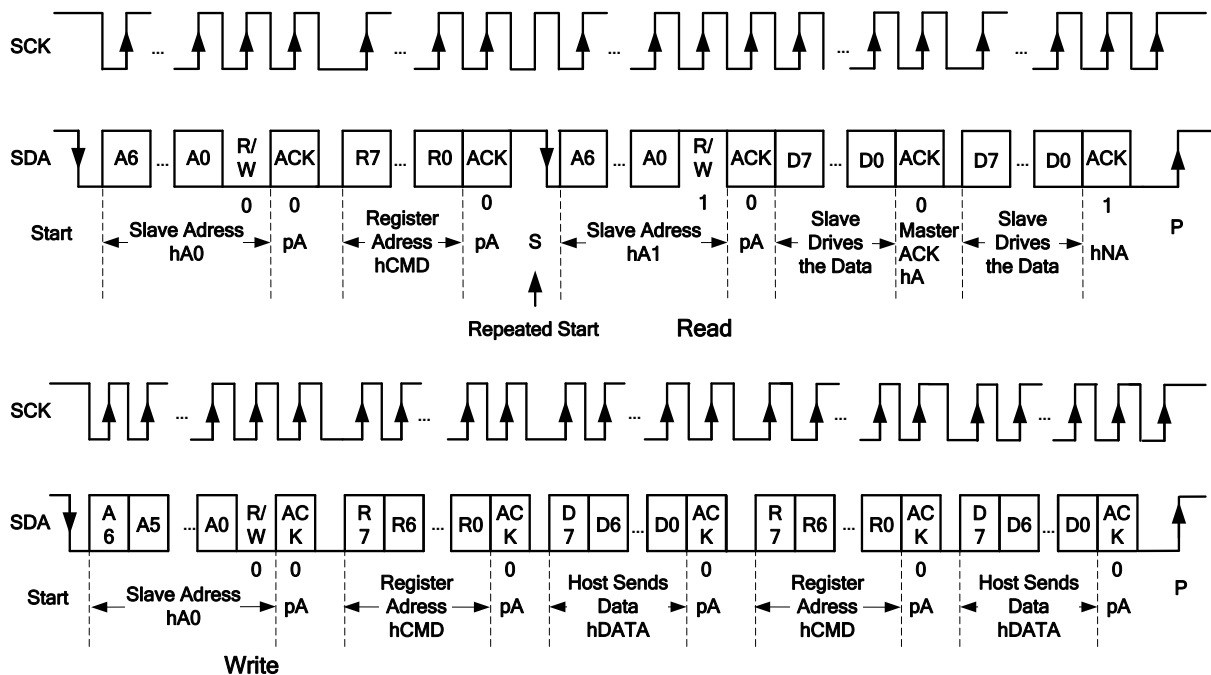 SCK ... ... ... ... ...
SDA A6 ... A0 R/W ACK R7 ... R0 ACK A6 ... A0 R/W ACK D7 ... D0 ACK D7 ... D0 ACK
0 0 0 1 0 0 1
Start Slave Adress hA0 pA Register Adress hCMD pA S Slave Adress hA1 pA Slave Drives the Data Master ACK hA Slave Drives the Data hNA P
Repeated Start Read
SCK ... ... ... ... ...
SDA A6 A5 ... A0 R/W ACK R7 R6 ... R0 ACK D7 D6 ... D0 ACK R7 R6 ... R0 ACK D7 D6 ... D0 ACK
0 0 0 0 0 0
Start Slave Adress hA0 pA Register Adress hCMD pA Host Sends Data hDATA pA Register Adress hCMD pA Host Sends Data hDATA pA P
Write